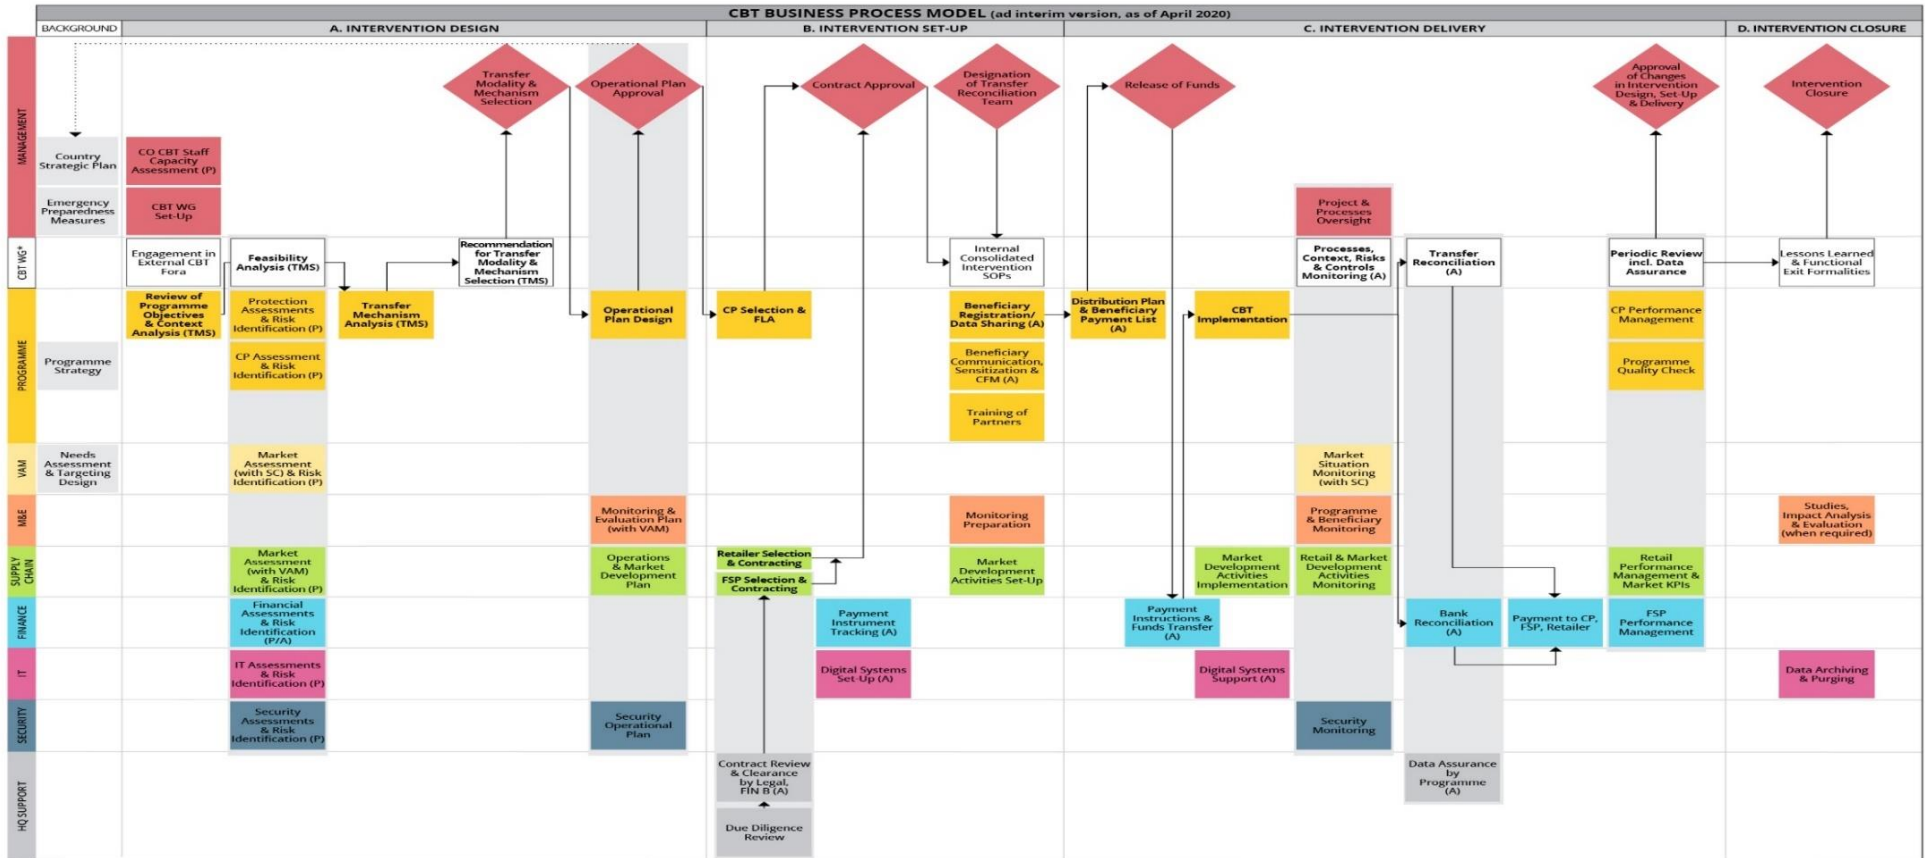 CBT BUSINESS PROCESS MODEL (ad interim version, as of April 2020)
BACKGROUND
A. INTERVENTION DESIGN
B. INTERVENTION SET-UP
C. INTERVENTION DELIVERY
D. INTERVENTION CLOSURE
MANAGEMENT
Transfer
Modality &
Mechanism
Selection
Operational Plan
Approval
Contract Approval
Designation
of Transfer
Reconciliation
Team
Release of Funds
Approval
of Changes
in Intervention
Design, Set-Up
& Delivery
Intervention
Closure
Country
Strategic Plan
CO CBT Staff
Capacity
Assessment (P)
Emergency
Preparedness
Measures
CBT WG
Set-Up
Project &
Processes
Oversight
CBT WG*
Engagement in
External CBT
Fora
Feasibility
Analysis (TMS)
Recommendation
for Transfer
Modality &
Mechanism
Selection (TMS)
Internal
Consolidated
Intervention
SOPs
Processes,
Context, Risks
& Controls
Monitoring (A)
Transfer
Reconciliation
(A)
Periodic Review
incl. Data
Assurance
Lessons Learned
& Functional
Exit Formalities
PROGRAMME
Review of
Programme
Objectives
& Context
Analysis (TMS)
Protection
Assessments
& Risk
Identification (P)
Transfer
Mechanism
Analysis (TMS)
Operational
Plan Design
CP Selection &
FLA
Beneficiary
Registration/
Data Sharing (A)
Distribution Plan
& Beneficiary
Payment List
(A)
CBT
Implementation
CP Performance
Management
Programme
Strategy
CP Assessment
& Risk
Identification (P)
Beneficiary
Communication,
Sensitization &
CFM (A)
Programme
Quality Check
Training of
Partners
VAM
Needs
Assessment
& Targeting
Design
Market
Assessment
(with SC) & Risk
Identification (P)
Market
Situation
Monitoring
(with SC)
M&E
Monitoring &
Evaluation Plan
(with VAM)
Monitoring
Preparation
Programme
& Beneficiary
Monitoring
Studies,
Impact Analysis
& Evaluation
(when required)
SUPPLY
CHAIN
Market
Assessment
(with VAM)
& Risk
Identification (P)
Operations
& Market
Development
Plan
Retailer Selection
& Contracting
FSP Selection &
Contracting
Market
Development
Activities Set-Up
Market
Development
Activities
Implementation
Retail & Market
Development
Activities
Monitoring
Retail
Performance
Management &
Market KPIs
FINANCE
Financial
Assessments &
Risk
Identification
(P/A)
Payment
Instrument
Tracking (A)
Payment
Instructions &
Funds Transfer
(A)
Bank
Reconciliation
(A)
Payment to CP,
FSP, Retailer
FSP
Performance
Management
IT
IT Assessments
& Risk
Identification (P)
Digital Systems
Set-Up (A)
Digital Systems
Support (A)
Data Archiving
& Purging
SECURITY
Security
Assessments
& Risk
Identification (P)
Security
Operational
Plan
Security
Monitoring
HQ SUPPORT
Contract Review
& Clearance
by Legal,
FIN B (A)
Data Assurance
by
Programme
(A)
Due Diligence
Review